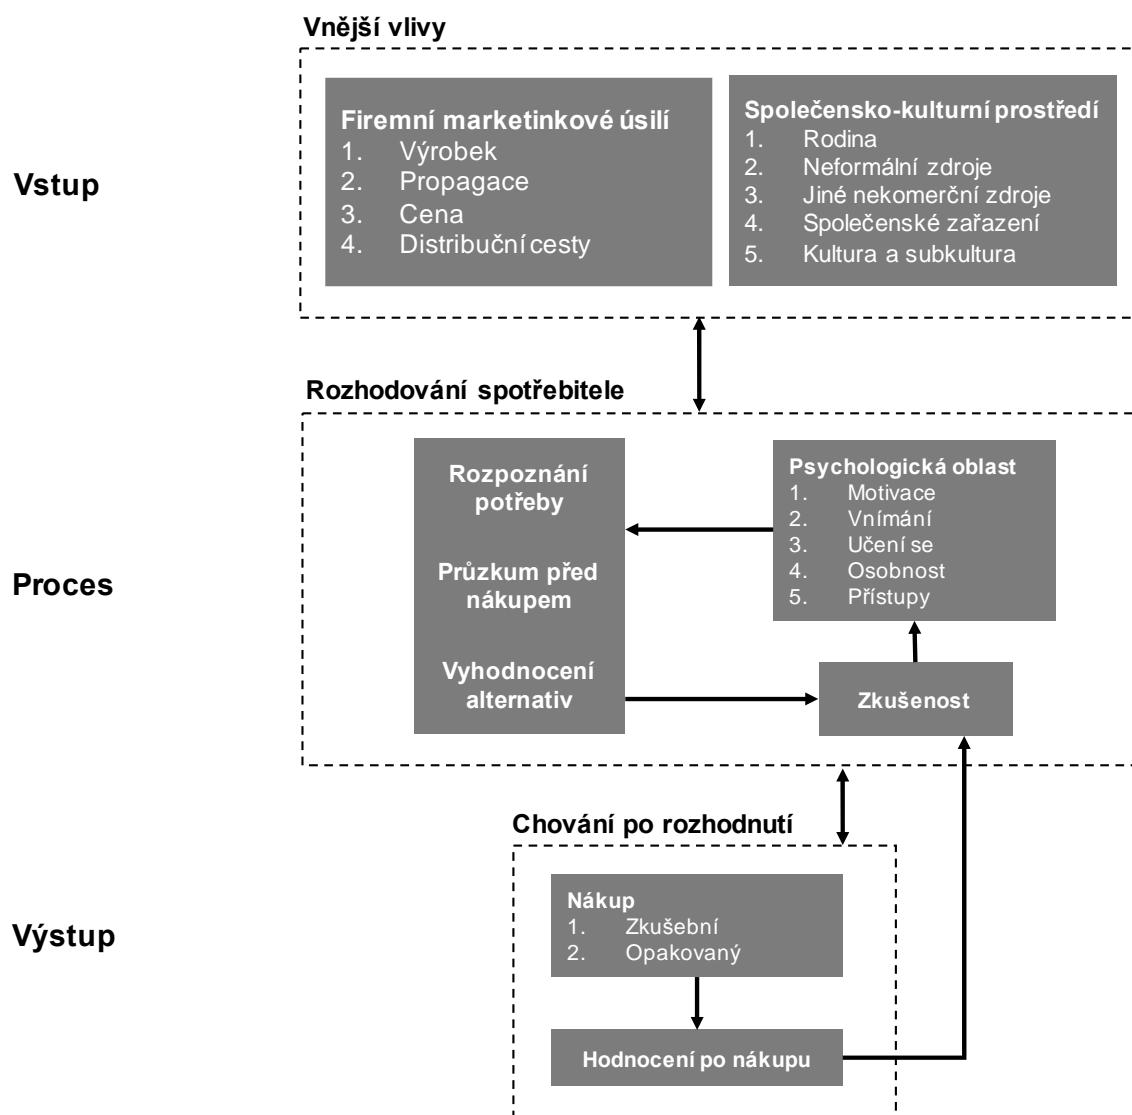 Vnější vlivy
Vstup
Firemní marketinkové úsilí
1. Výrobek
2. Propagace
3. Cena
4. Distribuční cesty
Společensko-kulturní prostředí
1. Rodina
2. Neformální zdroje
3. Jiné nekomerční zdroje
4. Společenské zařazení
5. Kultura a subkultura
Rozhodování spotřebitele
Proces
Rozpoznání
potřeby
Průzkum před
nákupem
Vyhodnocení
alternativ
Psychologická oblast
1. Motivace
2. Vnímání
3. Učení se
4. Osobnost
5. Přístupy
Zkušenost
Chování po rozhodnutí
Výstup
Nákup
1. Zkušební
2. Opakovaný
Hodnocení po nákupu